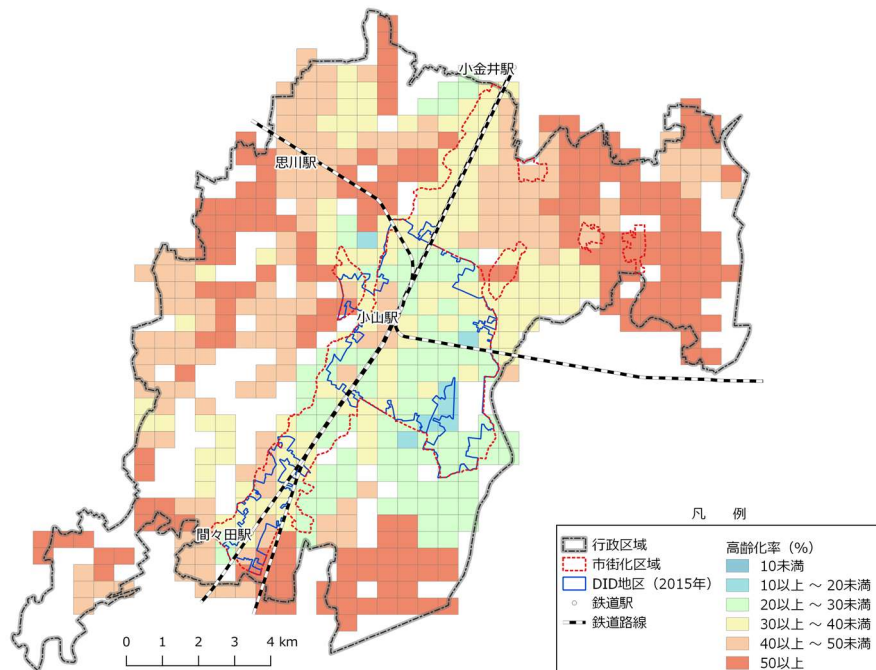 小金井駅
思川駅
小山駅
間々田駅
0 1 2 3 4 km
凡 例
行政区域
市街化区域
DID地区（2015年）
鉄道駅
鉄道路線
高齢化率（%）
10未満
10以上 ～ 20未満
20以上 ～ 30未満
30以上 ～ 40未満
40以上 ～ 50未満
50以上